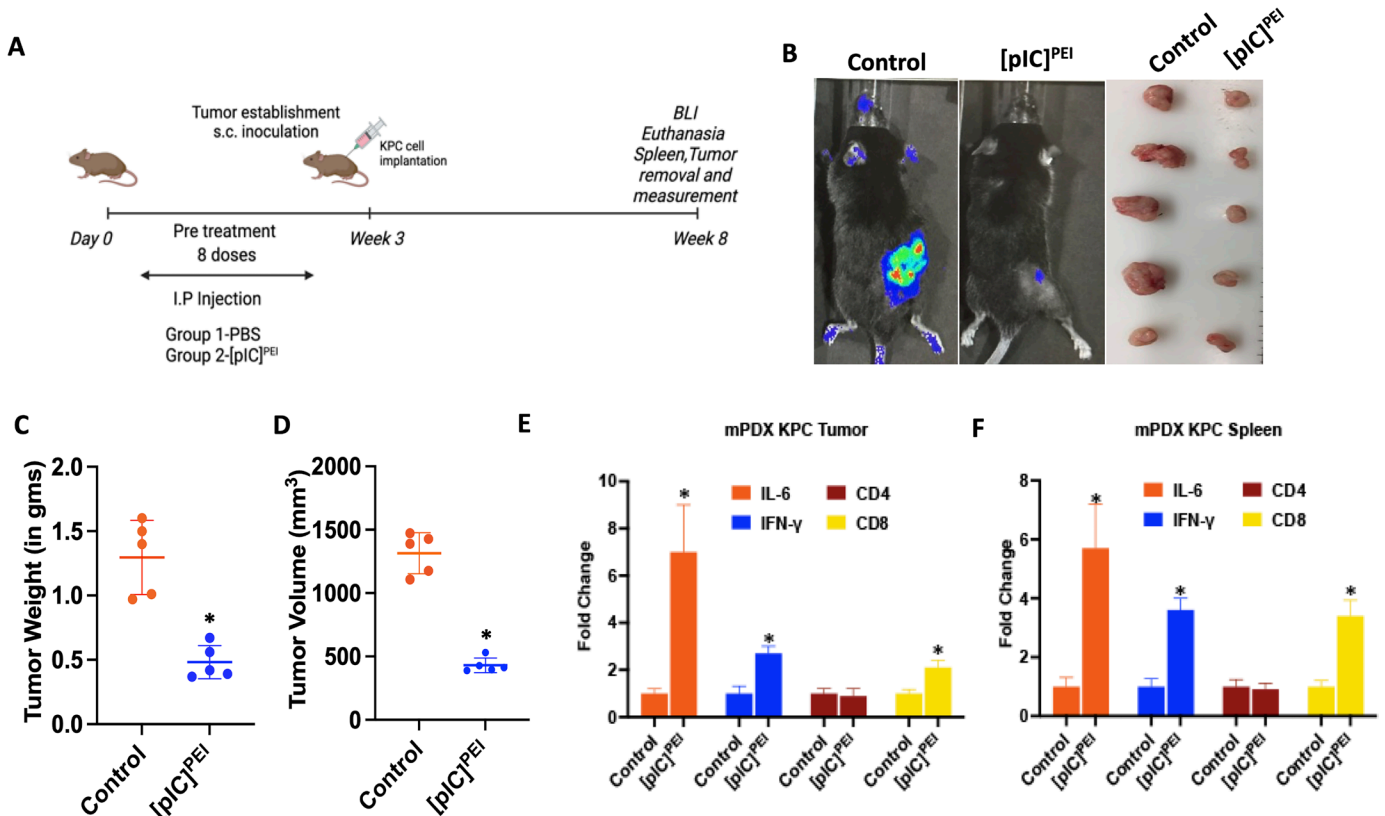 A
Tumor establishment
s.c. inoculation
KPC cell
implantation
BLI
Euthanasia
Spleen,Tumor
removal and
measurement
Day 0
Pre treatment
8 doses
Week 3
Week 8
I.P Injection
Group 1-PBS
Group 2-[pIC]PEI
B
Control
[pIC]PEI
Control
[pIC]PEI
C
Tumor Weight (in gms)
2.0
1.5
1.0
0.5
0.0
*
Control
[pIC]PEI
D
Tumor Volume (mm3)
2000
1500
1000
500
0
*
Control
[pIC]PEI
E
mPDX KPC Tumor
Fold Change
10
8
6
4
2
0
IL-6
CD4
IFN-γ
CD8
*
*
*
Control
[pIC]PEI
Control
[pIC]PEI
Control
[pIC]PEI
Control
[pIC]PEI
F
mPDX KPC Spleen
Fold Change
8
6
4
2
0
IL-6
CD4
IFN-γ
CD8
*
*
*
Control
[pIC]PEI
Control
[pIC]PEI
Control
[pIC]PEI
Control
[pIC]PEI